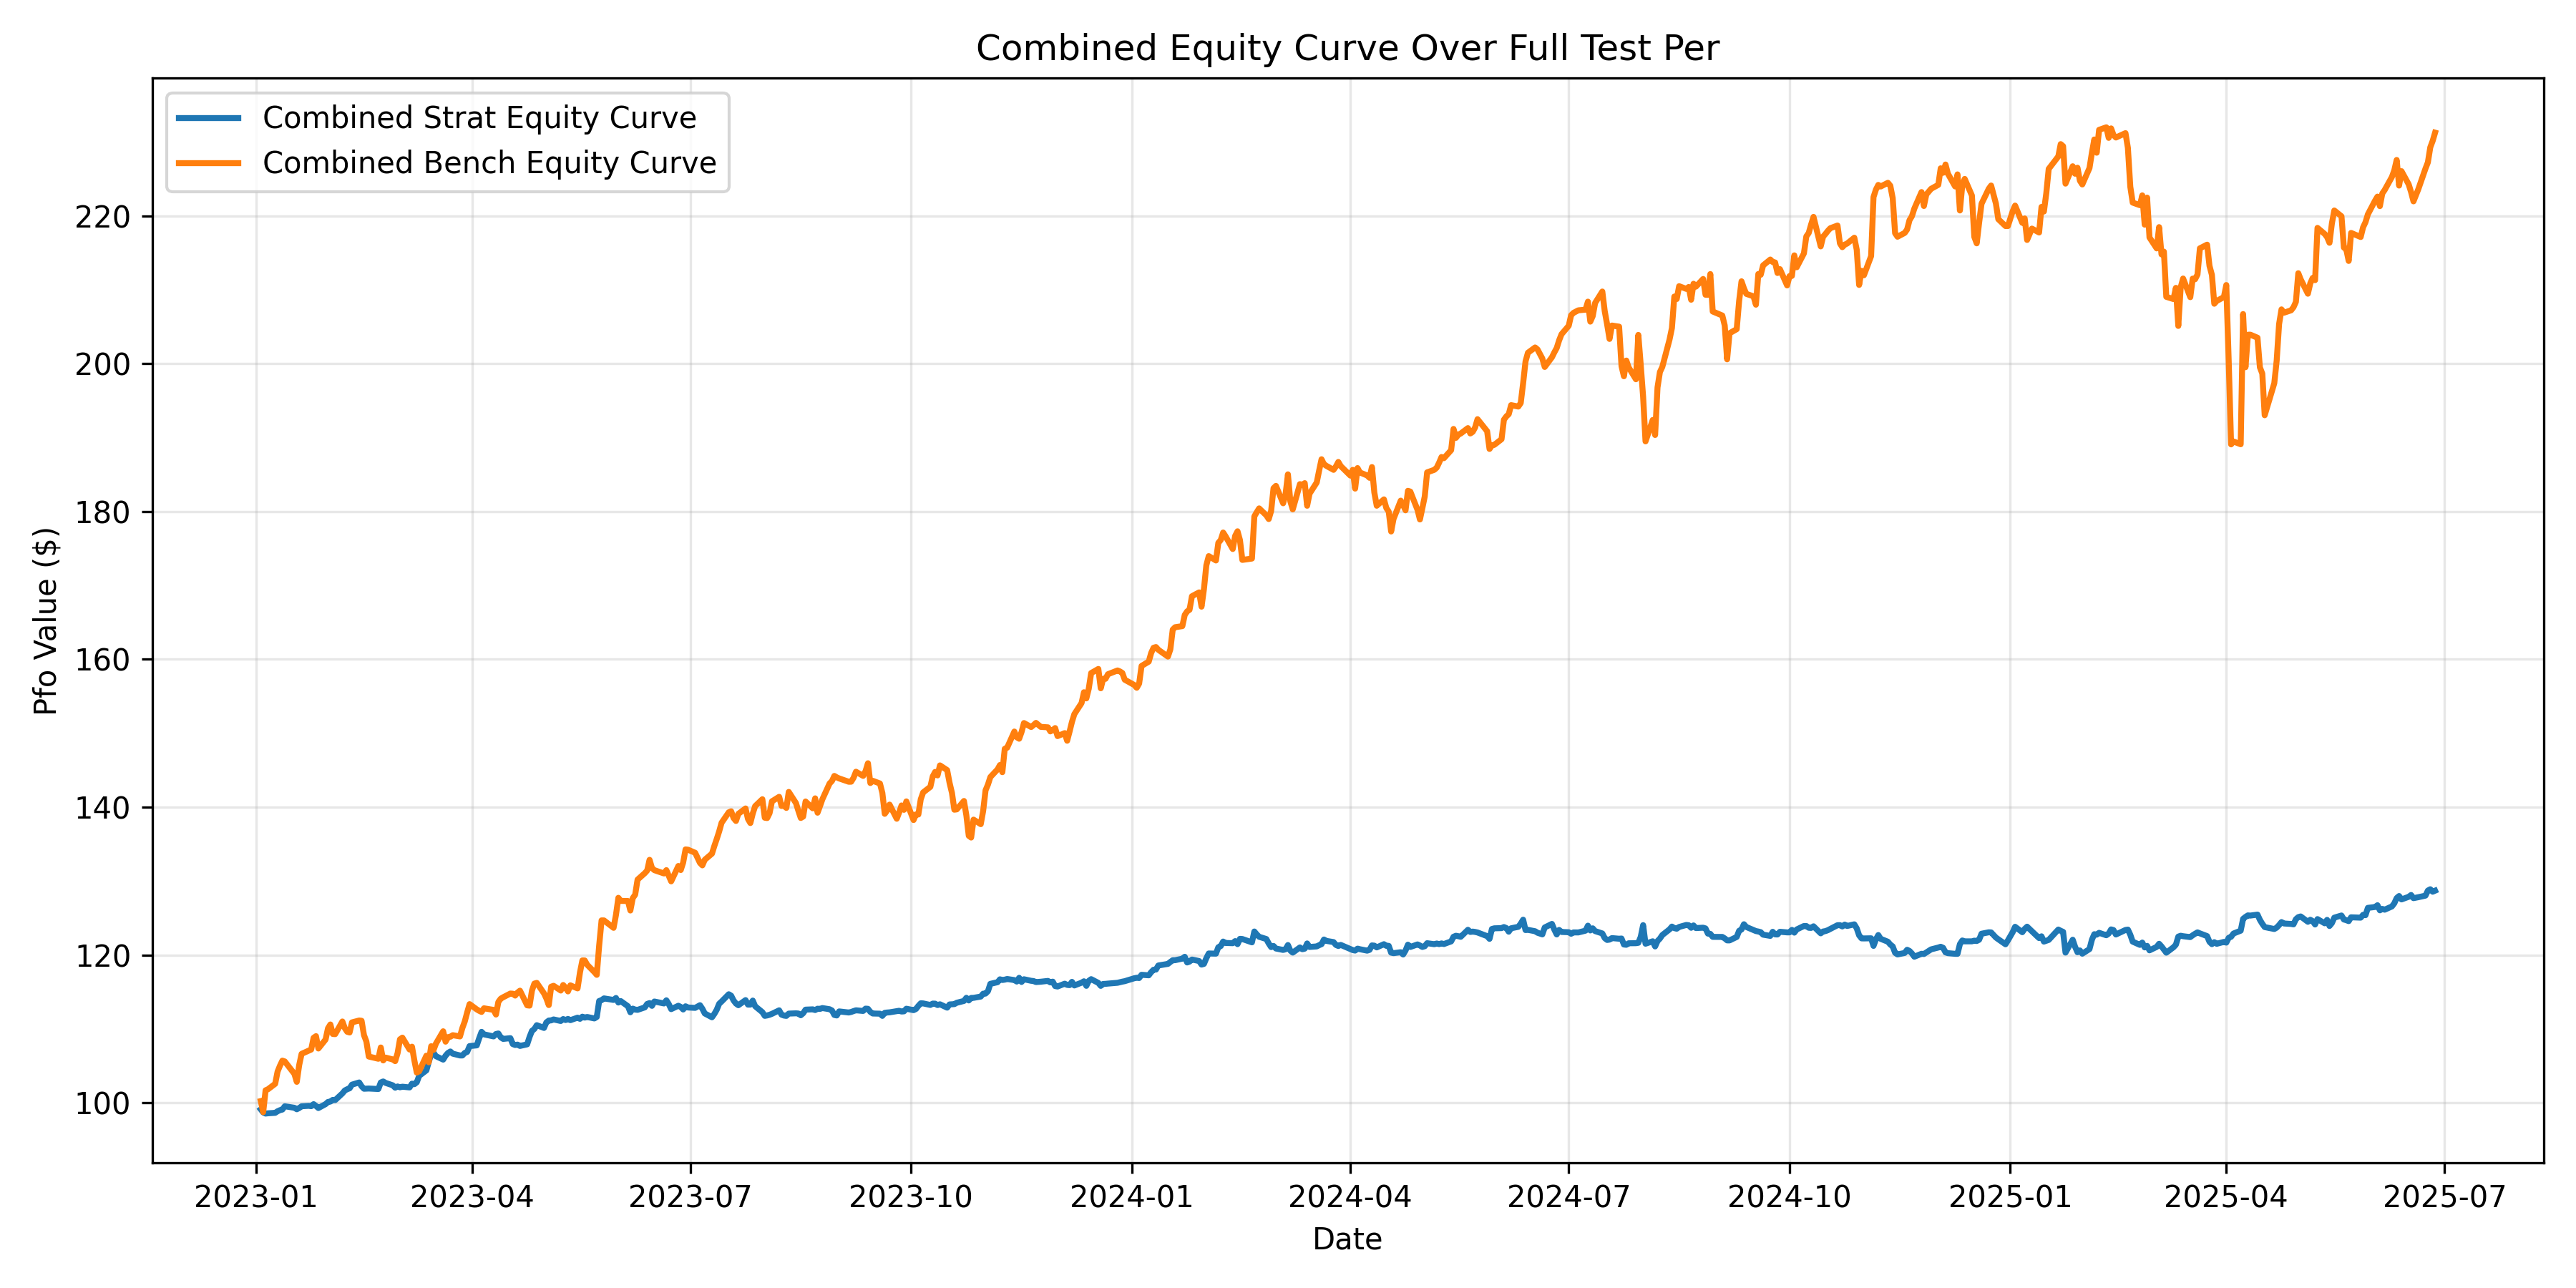 Combined Equity Curve Over Full Test Per
Combined Strat Equity Curve
Combined Bench Equity Curve
Pfo Value ($)
220
200
180
160
140
120
100
2023-01 2023-04 2023-07 2023-10 2024-01 2024-04 2024-07 2024-10 2025-01 2025-04 2025-07
Date